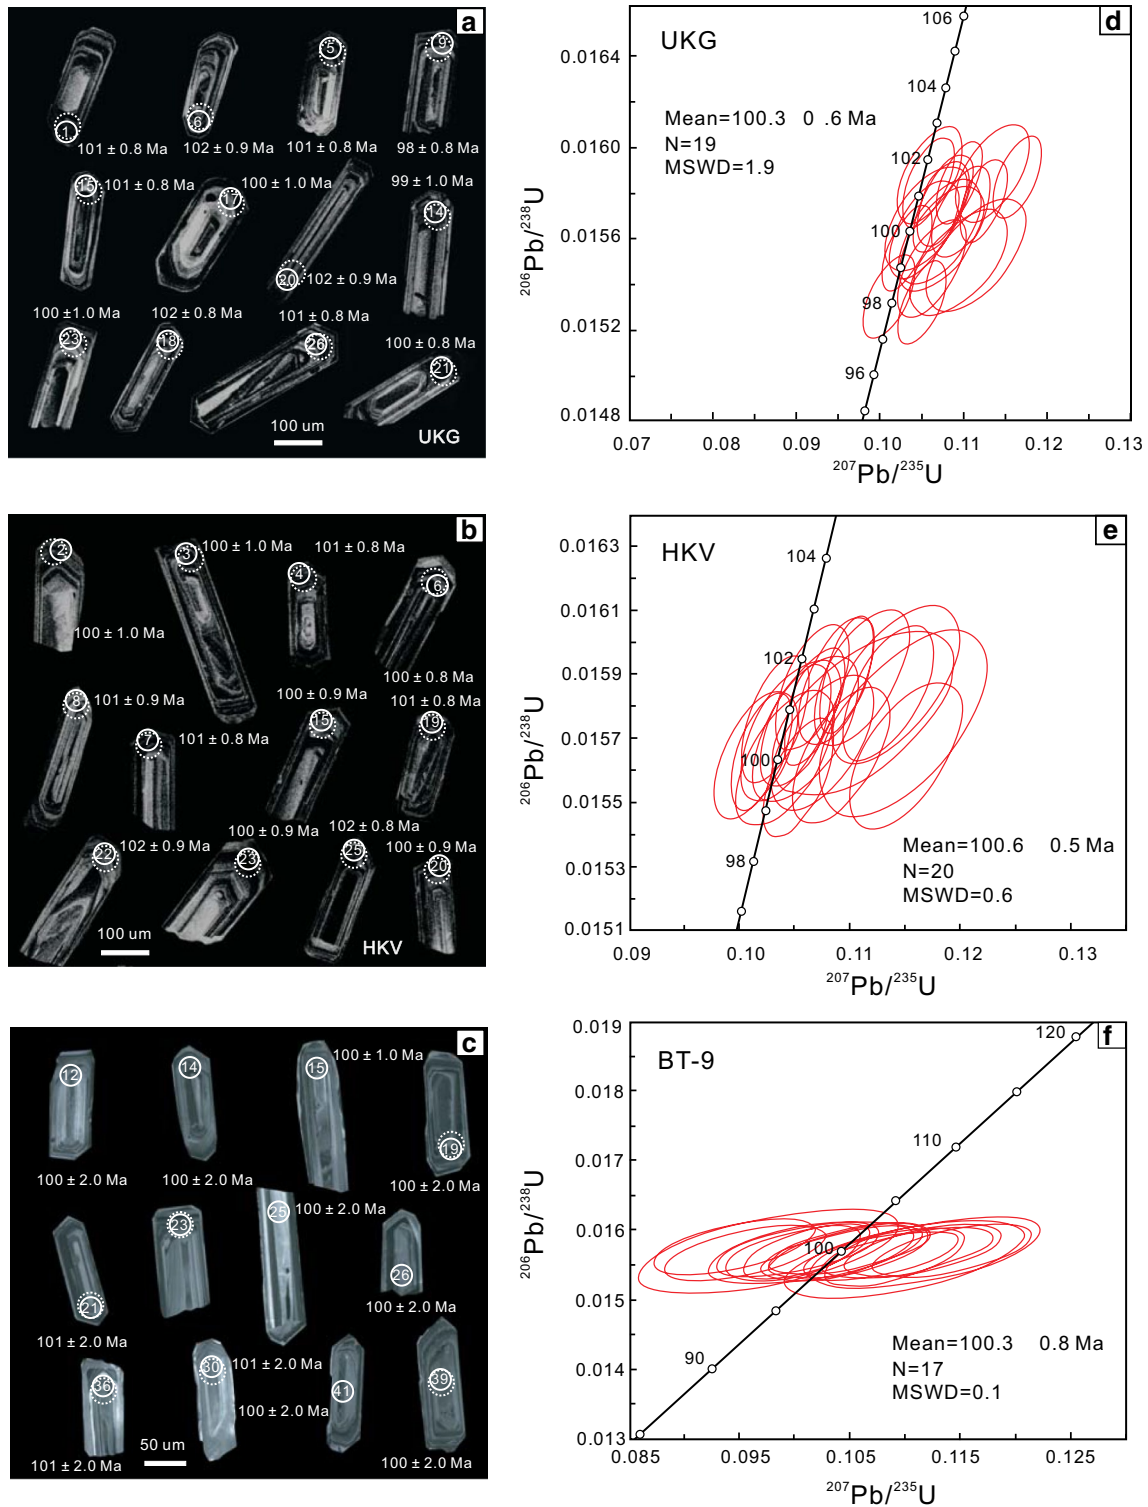 a
1
6
5
9
101 ± 0.8 Ma
102 ± 0.9 Ma
101 ± 0.8 Ma
98 ± 0.8 Ma
15
101 ± 0.8 Ma
100 ± 1.0 Ma
17
99 ± 1.0 Ma
14
20
102 ± 0.9 Ma
100 ±1.0 Ma
102 ± 0.8 Ma
101 ± 0.8 Ma
100 ± 0.8 Ma
23
18
26
21
100 um
UKG
d
UKG
Mean=100.3 0 .6 Ma
N=19
MSWD=1.9
106
104
102
100
98
96
0.0164
0.0160
0.0156
0.0152
0.0148
206Pb/238U
0.07 0.08 0.09 0.10 0.11 0.12 0.13
207Pb/235U
b
2
3
4
6
100 ± 1.0 Ma
101 ± 0.8 Ma
100 ± 1.0 Ma
100 ± 0.8 Ma
8
101 ± 0.9 Ma
100 ± 0.9 Ma
101 ± 0.8 Ma
7
101 ± 0.8 Ma
15
19
100 ± 0.9 Ma
102 ± 0.8 Ma
100 ± 0.9 Ma
22
102 ± 0.9 Ma
23
25
20
100 um
HKV
e
HKV
104
102
100
98
Mean=100.6 0.5 Ma
N=20
MSWD=0.6
0.0163
0.0161
0.0159
0.0157
0.0155
0.0153
0.0151
206Pb/238U
0.09 0.10 0.11 0.12 0.13
207Pb/235U
c
12
14
15
100 ± 1.0 Ma
19
100 ± 2.0 Ma
100 ± 2.0 Ma
100 ± 2.0 Ma
23
25
100 ± 2.0 Ma
21
26
101 ± 2.0 Ma
100 ± 2.0 Ma
36
30
101 ± 2.0 Ma
41
39
100 ± 2.0 Ma
101 ± 2.0 Ma
50 um
100 ± 2.0 Ma
f
BT-9
120
110
100
90
Mean=100.3 0.8 Ma
N=17
MSWD=0.1
0.019
0.018
0.017
0.016
0.015
0.014
0.013
206Pb/238U
0.085 0.095 0.105 0.115 0.125
207Pb/235U